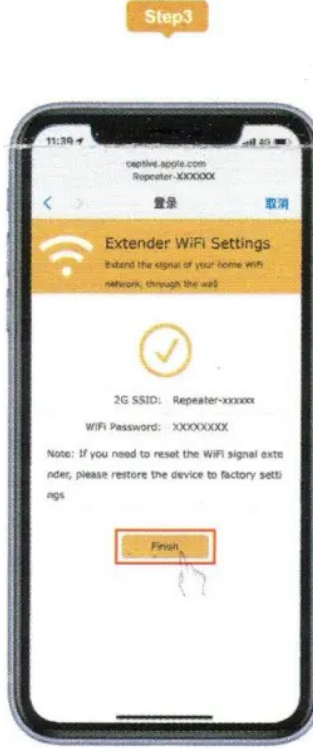 Step3
11:39 4G
captive.apple.com
Repeater-XXXXXX
登录 取消
Extender WiFi Settings
Extend the signal of your home WiFi
network, through the wall
2G SSID: Repeater-xxxxxx
WiFi Password: XXXXXXXX
Note: If you need to reset the WiFi signal exte
nder, please restore the device to factory setti
ngs
Finish